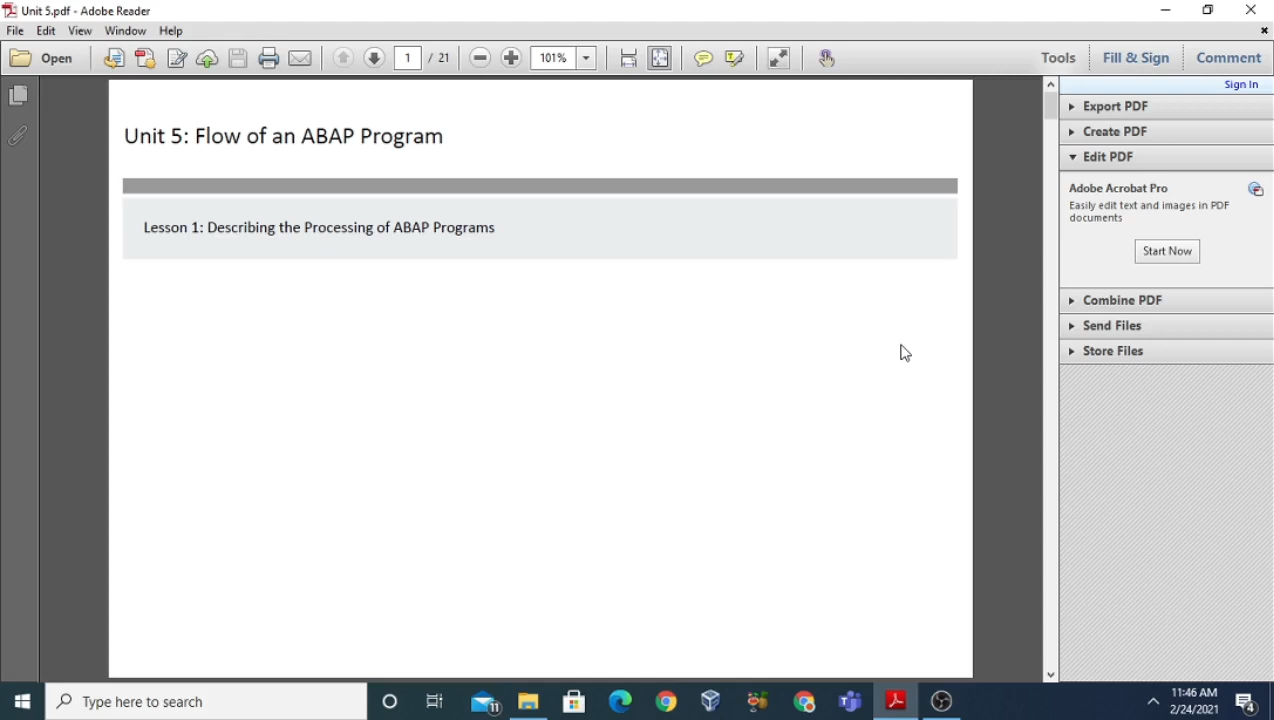 Unit 5.pdf - Adobe Reader
File Edit View Window Help
Open 1 / 21 101% Tools Fill & Sign Comment
Sign In
Export PDF
Create PDF
Edit PDF
Adobe Acrobat Pro
Easily edit text and images in PDF
documents
Start Now
Combine PDF
Send Files
Store Files
Unit 5: Flow of an ABAP Program
Lesson 1: Describing the Processing of ABAP Programs
Type here to search
11
11:46 AM
2/24/2021
4